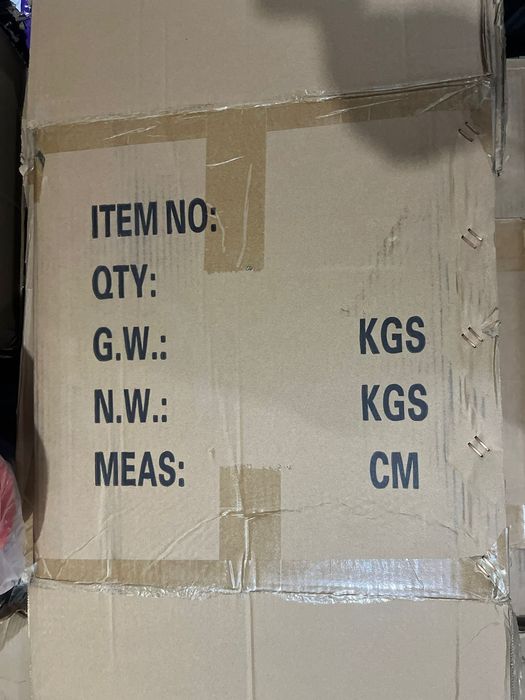 ITEM NO:
QTY:
G.W.: KGS
N.W.: KGS
MEAS: CM